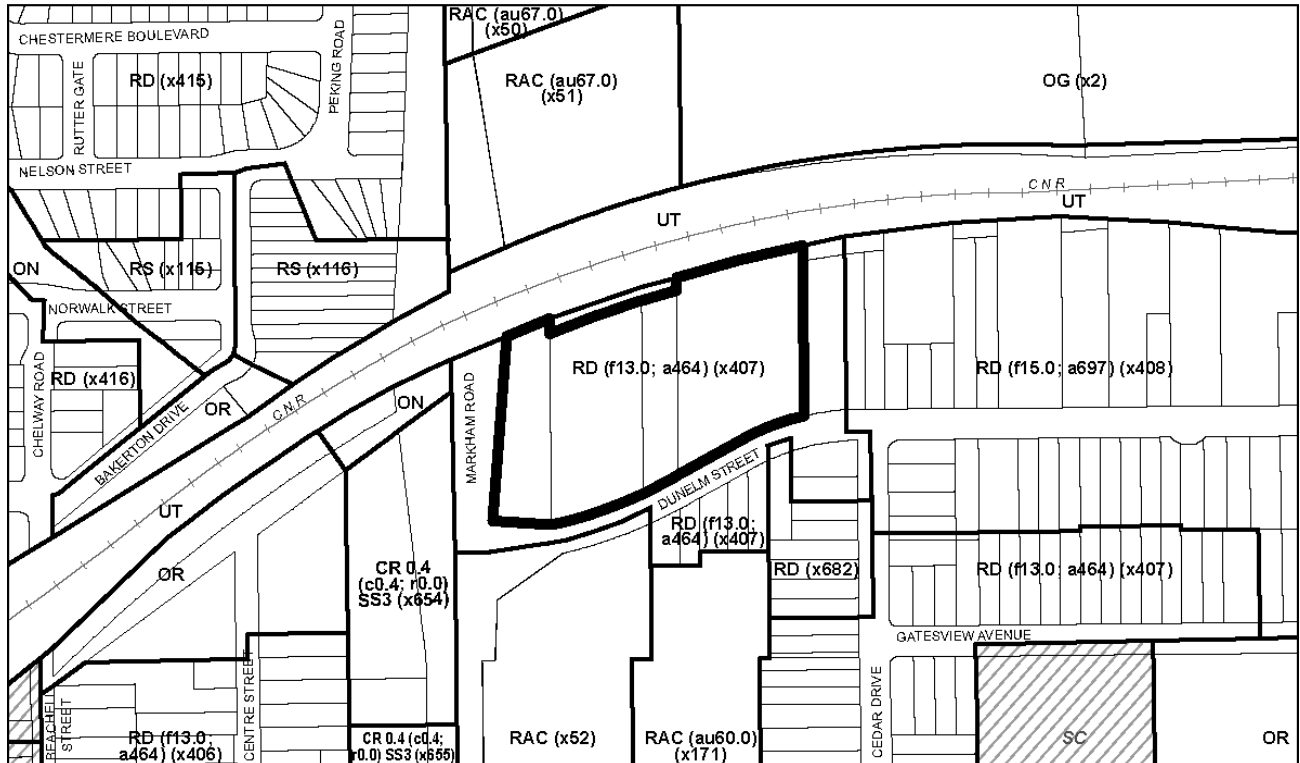 RAC (au67.0)
(x50)
CHESTERMERE BOULEVARD
PEKING ROAD
RUTTER GATE
RD (x415)
RAC (au67.0)
(x51)
OG (x2)
NELSON STREET
CNR
UT
UT
ON
RS (x115)
RS (x116)
NORWALK STREET
CHELWAY ROAD
RD (x416)
BAKERTON DRIVE
OR
CNR
ON
MARKHAM ROAD
RD (f13.0; a464) (x407)
RD (f15.0; a697) (x408)
DUNELM STREET
UT
RD (f13.0;
a464) (x407)
OR
CR 0.4
(c0.4; r0.0)
SS3 (x654)
RD (x682)
RD (f13.0; a464) (x407)
GATESVIEW AVENUE
BEACHELL
STREET
RD (f13.0;
a464) (x406)
CENTRE STREET
CR 0.4 (c0.4;
r0.0) SS3 (x655)
RAC (x52)
RAC (au60.0)
(x171)
CEDAR DRIVE
SC
OR